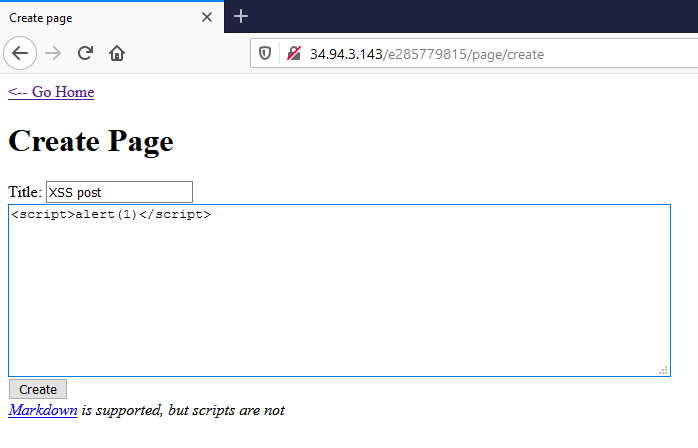 Create page
34.94.3.143/e285779815/page/create
<-- Go Home
Create Page
Title: XSS post
<script>alert(1)</script>
Create
Markdown is supported, but scripts are not